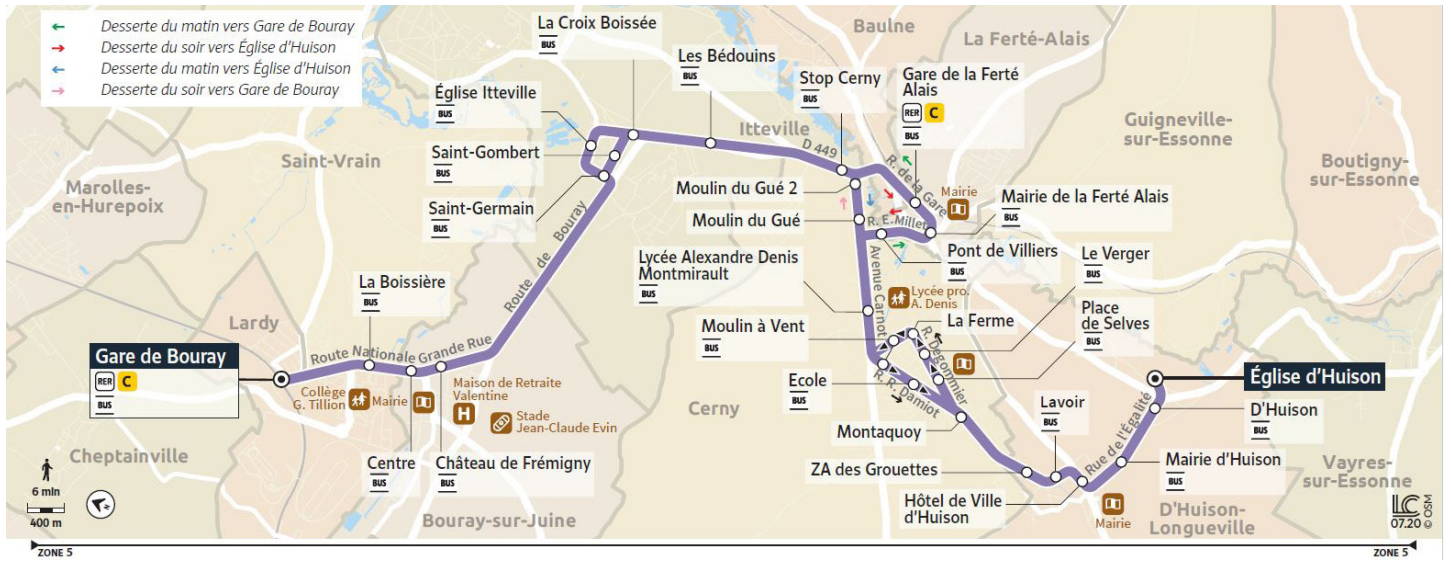 Desserte du matin vers Gare de Bouray
Desserte du soir vers Église d'Huison
Desserte du matin vers Église d'Huison
Desserte du soir vers Gare de Bouray
La Croix Boissée
BUS
Les Bédouins
BUS
Stop Cerny
BUS
Gare de la Ferté
Alais
RER C
BUS
Baulne
La Ferté-Alais
Église Itteville
BUS
Saint-Gombert
BUS
Saint-Germain
BUS
Itteville
D 449
R. de la Gare
Guigneville-
sur-Essonne
Boutigny-
sur-Essonne
Saint-Vrain
Marolles-
en-Hurepoix
Moulin du Gué 2
Moulin du Gué
R. E. Millet
Mairie
Mairie de la Ferté Alais
BUS
Pont de Villiers
BUS
Le Verger
BUS
Lycée Alexandre Denis
Montmirault
BUS
Avenue Carnot
Lycée pro.
A. Denis
La Boissière
BUS
Route de Bouray
Moulin à Vent
BUS
La Ferme
Place
de Selves
BUS
Lardy
Gare de Bouray
RER C
BUS
Route Nationale
Grande Rue
R. Degommier
R. R. Damiot
Ecole
BUS
Église d'Huison
Collège
G. Tillion
Mairie
Maison de Retraite
Valentine
H
Stade
Jean-Claude Evin
Cerny
Montaquoy
Lavoir
BUS
Rue de l'Égalité
D'Huison
BUS
Cheptainville
Centre
BUS
Château de Frémigny
BUS
ZA des Grouettes
Mairie d'Huison
BUS
Vayres-
sur-Essonne
6 min
400 m
N
Bouray-sur-Juine
Hôtel de Ville
d'Huison
Mairie
D'Huison-
Longueville
LC
07.20
© OSM
ZONE 5
ZONE 5